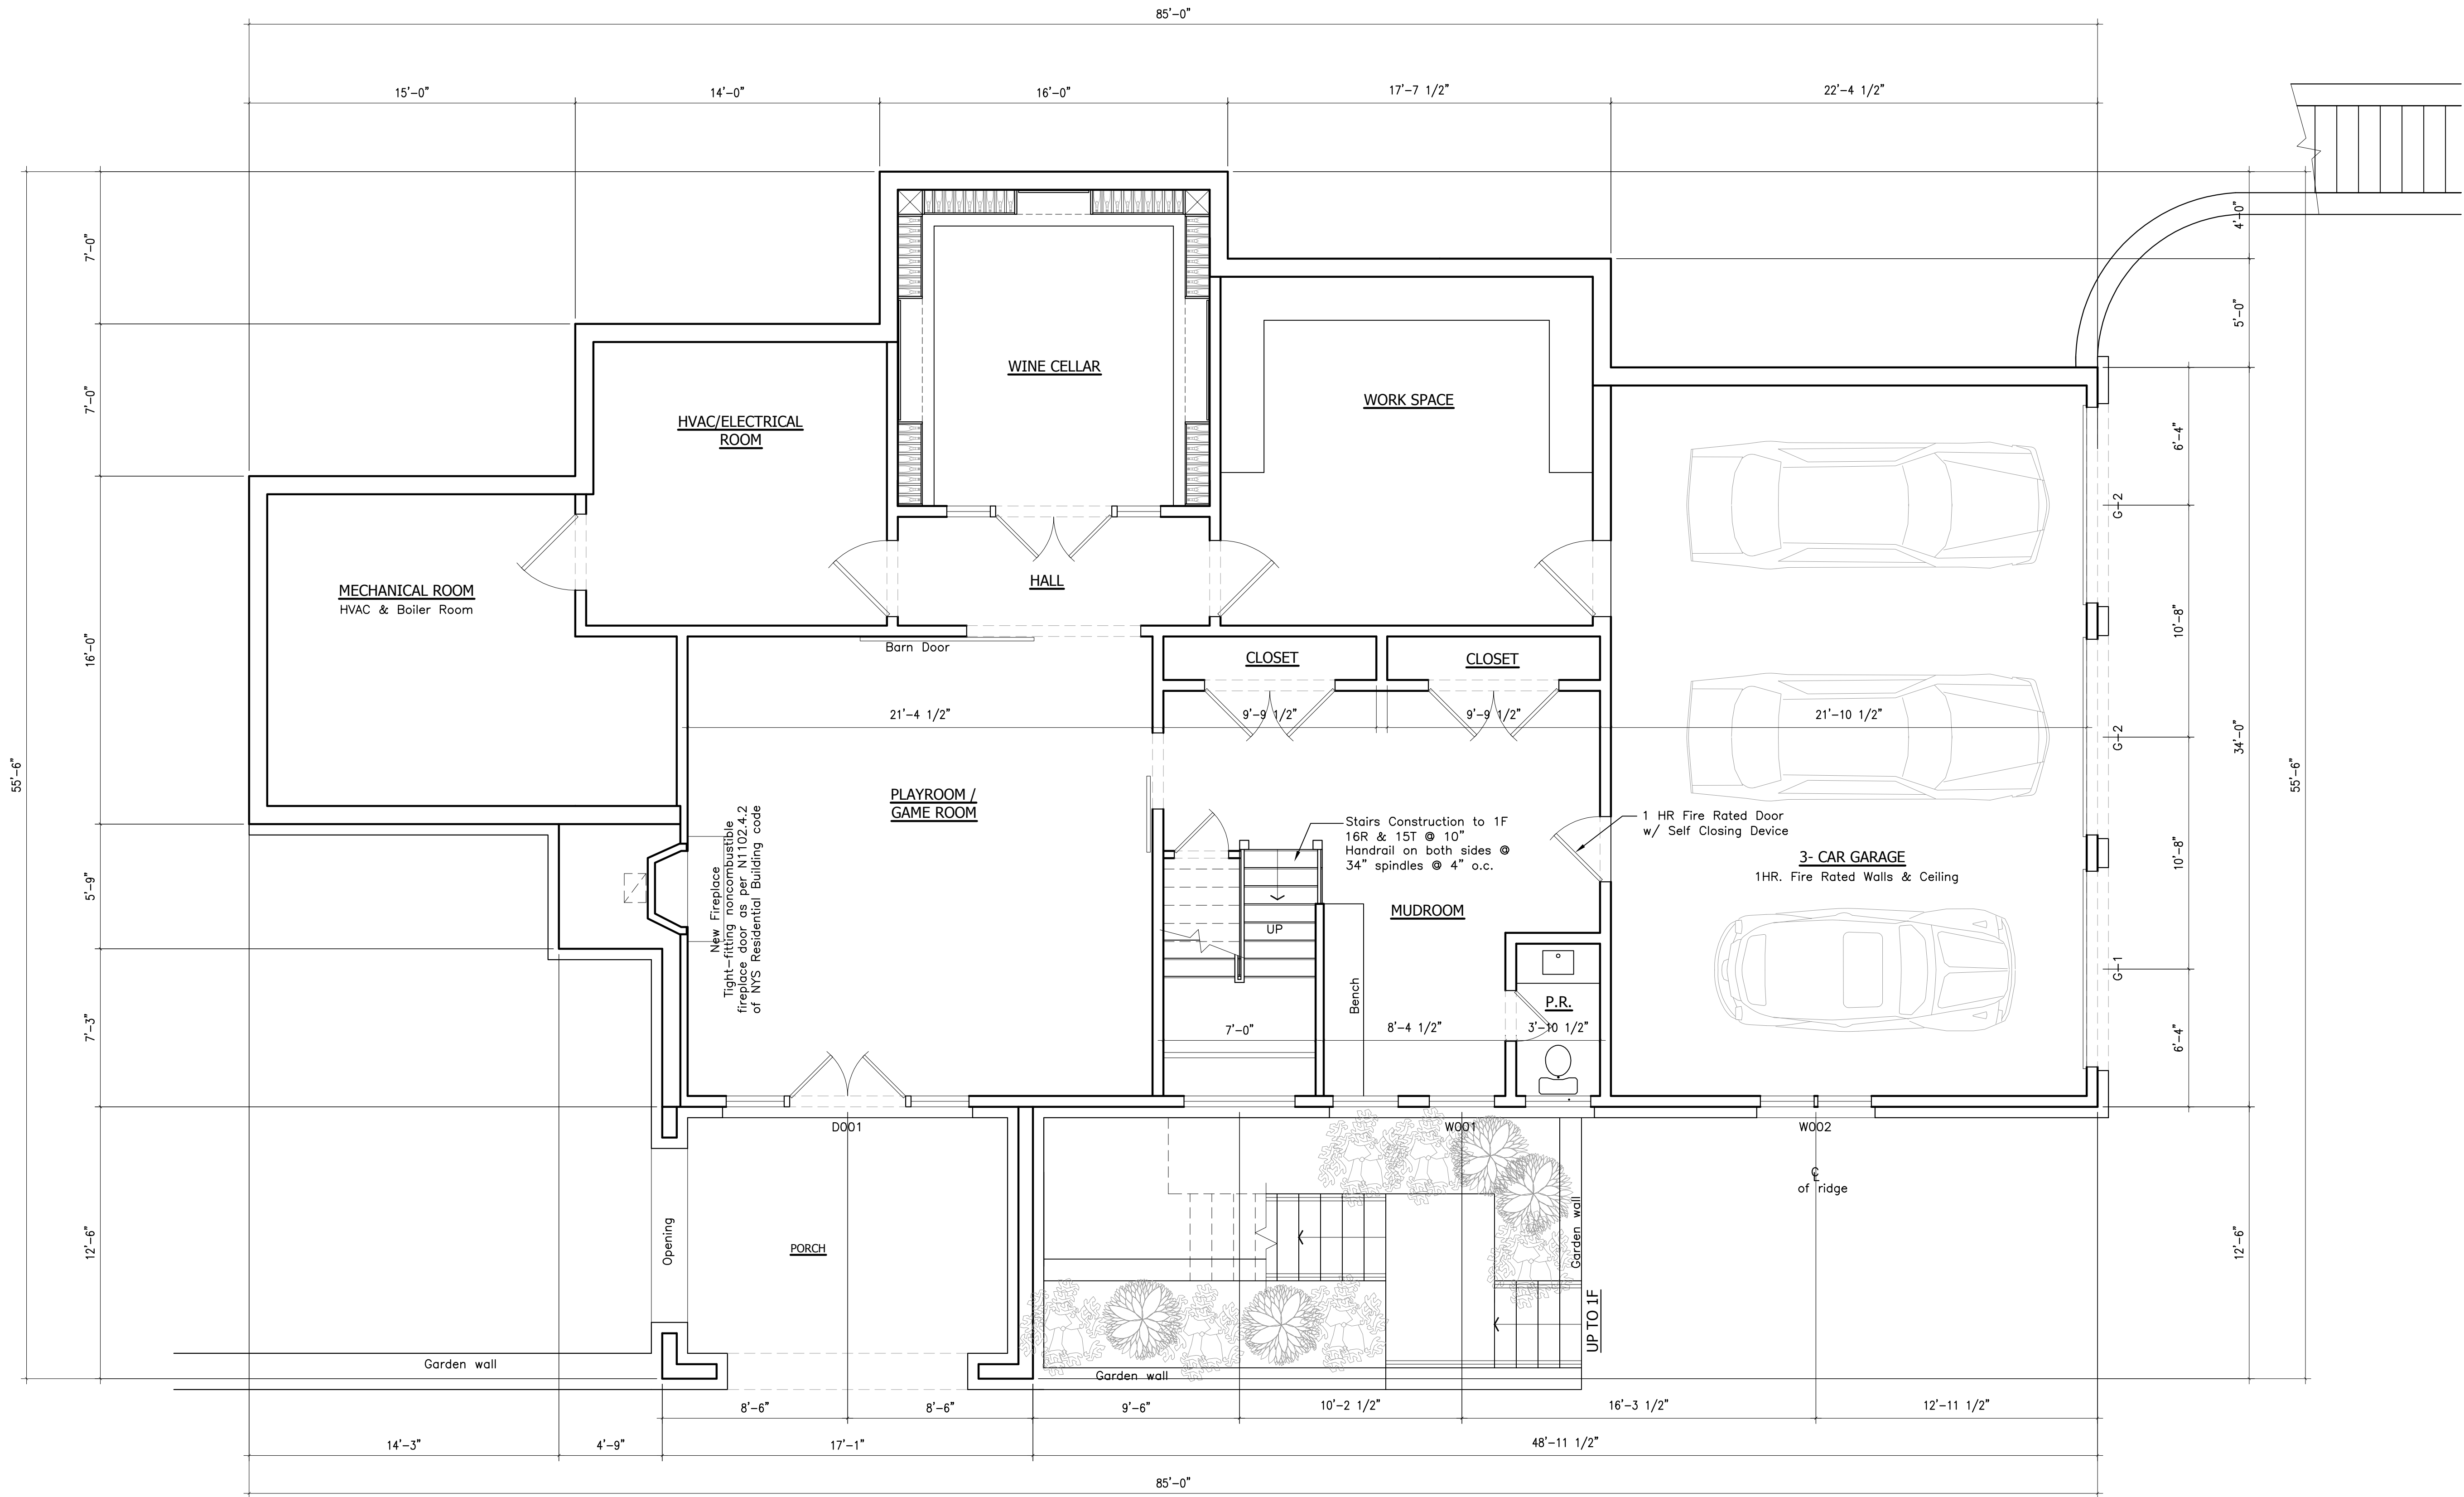 85'-0"
15'-0"
14'-0"
16'-0"
17'-7 1/2"
22'-4 1/2"
55'-6"
7'-0"
7'-0"
16'-0"
5'-9"
7'-3"
12'-6"
4'-0"
5'-0"
34'-0"
12'-6"
55'-6"
6'-4"
10'-8"
10'-8"
6'-4"
G-2
G-2
G-1
WINE CELLAR
WORK SPACE
HVAC/ELECTRICAL
ROOM
MECHANICAL ROOM
HVAC & Boiler Room
HALL
Barn Door
CLOSET
CLOSET
21'-4 1/2"
9'-9 1/2"
9'-9 1/2"
21'-10 1/2"
PLAYROOM /
GAME ROOM
New Fireplace
Tight-fitting noncombustible
fireplace door as per N1102.4.2
of NYS Residential Building code
Stairs Construction to 1F
16R & 15T @ 10"
Handrail on both sides @
34" spindles @ 4" o.c.
1 HR Fire Rated Door
w/ Self Closing Device
3- CAR GARAGE
1HR. Fire Rated Walls & Ceiling
MUDROOM
UP
Bench
P.R.
7'-0"
8'-4 1/2"
3'-10 1/2"
D001
W001
W002
℄
of ridge
Opening
PORCH
Garden wall
UP TO 1F
Garden wall
Garden wall
8'-6"
8'-6"
9'-6"
10'-2 1/2"
16'-3 1/2"
12'-11 1/2"
14'-3"
4'-9"
17'-1"
48'-11 1/2"
85'-0"